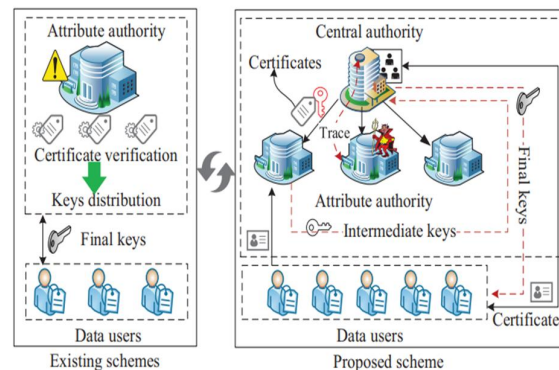 Attribute authority
Certificate verification
Keys distribution
Final keys
Data users
Existing schemes
Central authority
Certificates
Trace
Attribute authority
Intermediate keys
Final keys
Certificate
Data users
Proposed scheme